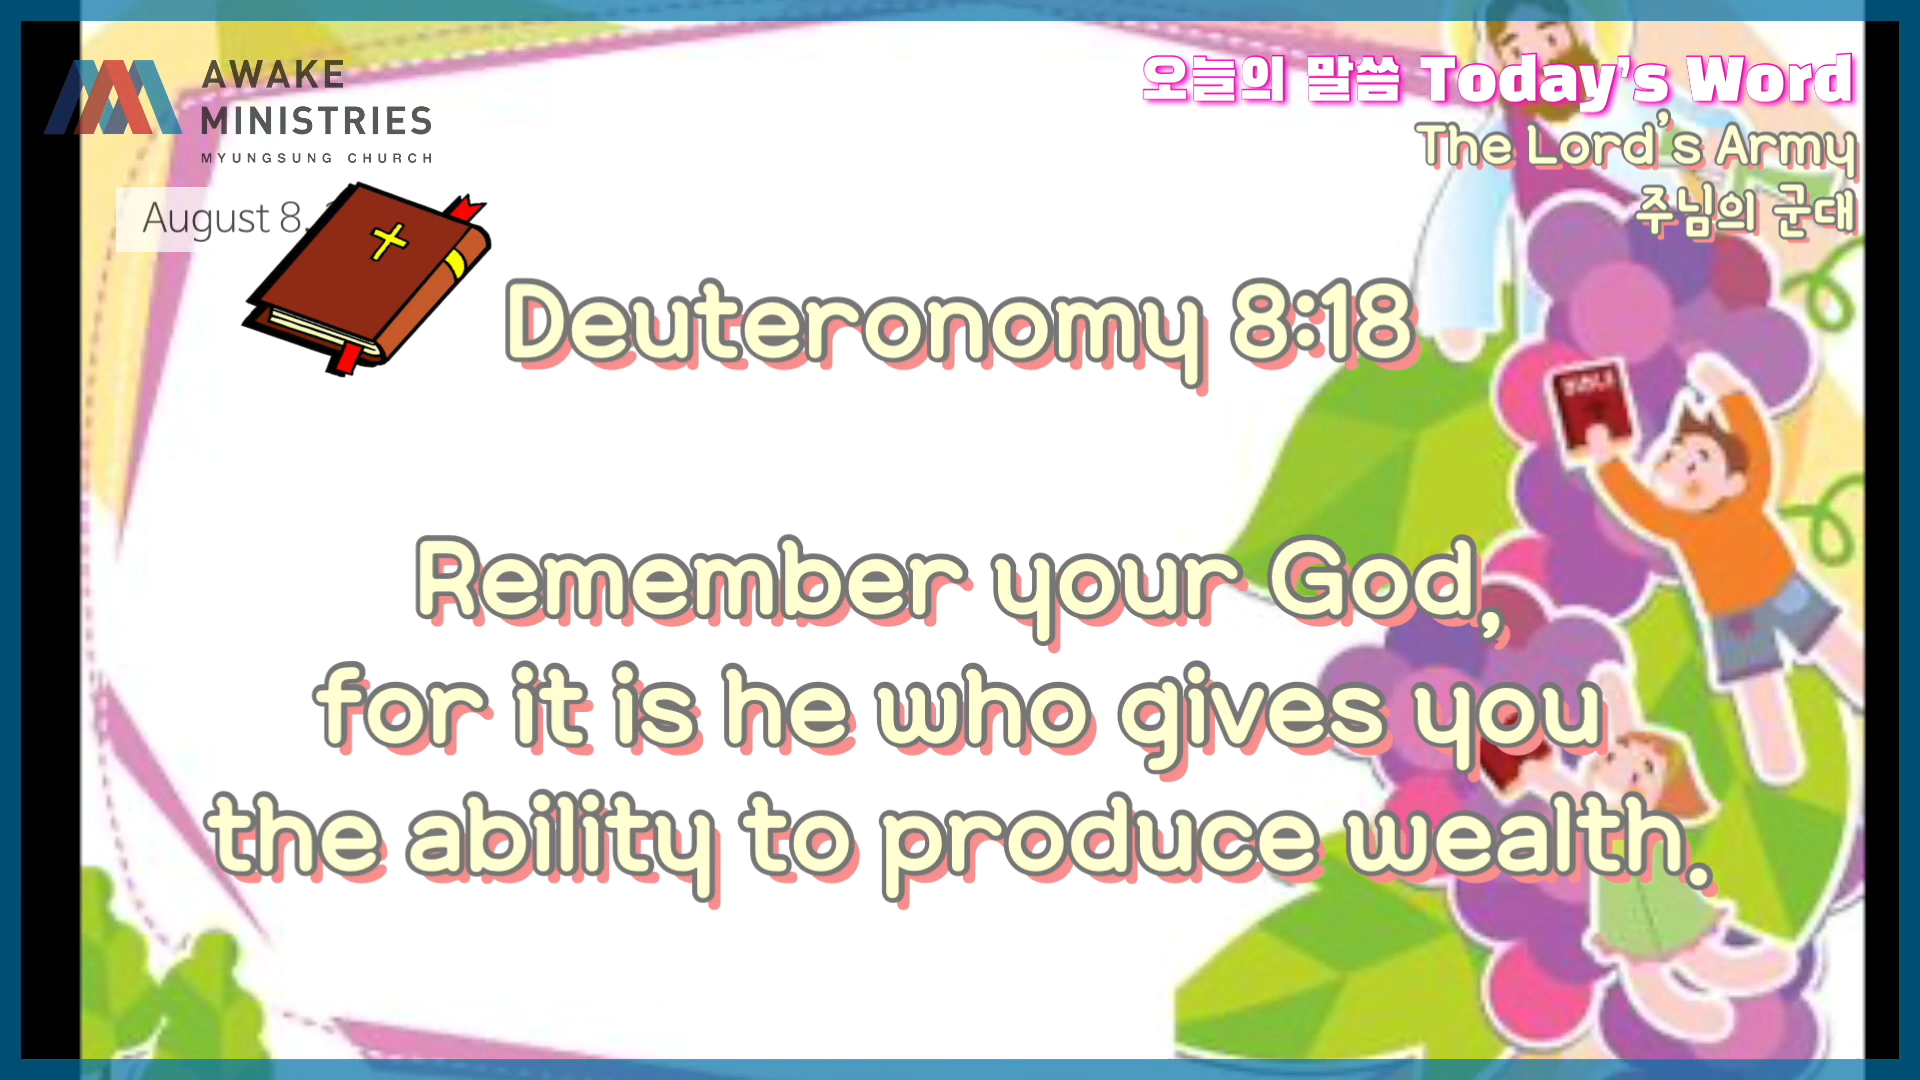 AWAKE
MINISTRIES
MYUNGSUNG CHURCH
August 8.
오늘의 말씀 Today's Word
The Lord's Army
주님의 군대
Deuteronomy 8:18
BIBLE
Remember your God,
for it is he who gives you
the ability to produce wealth.